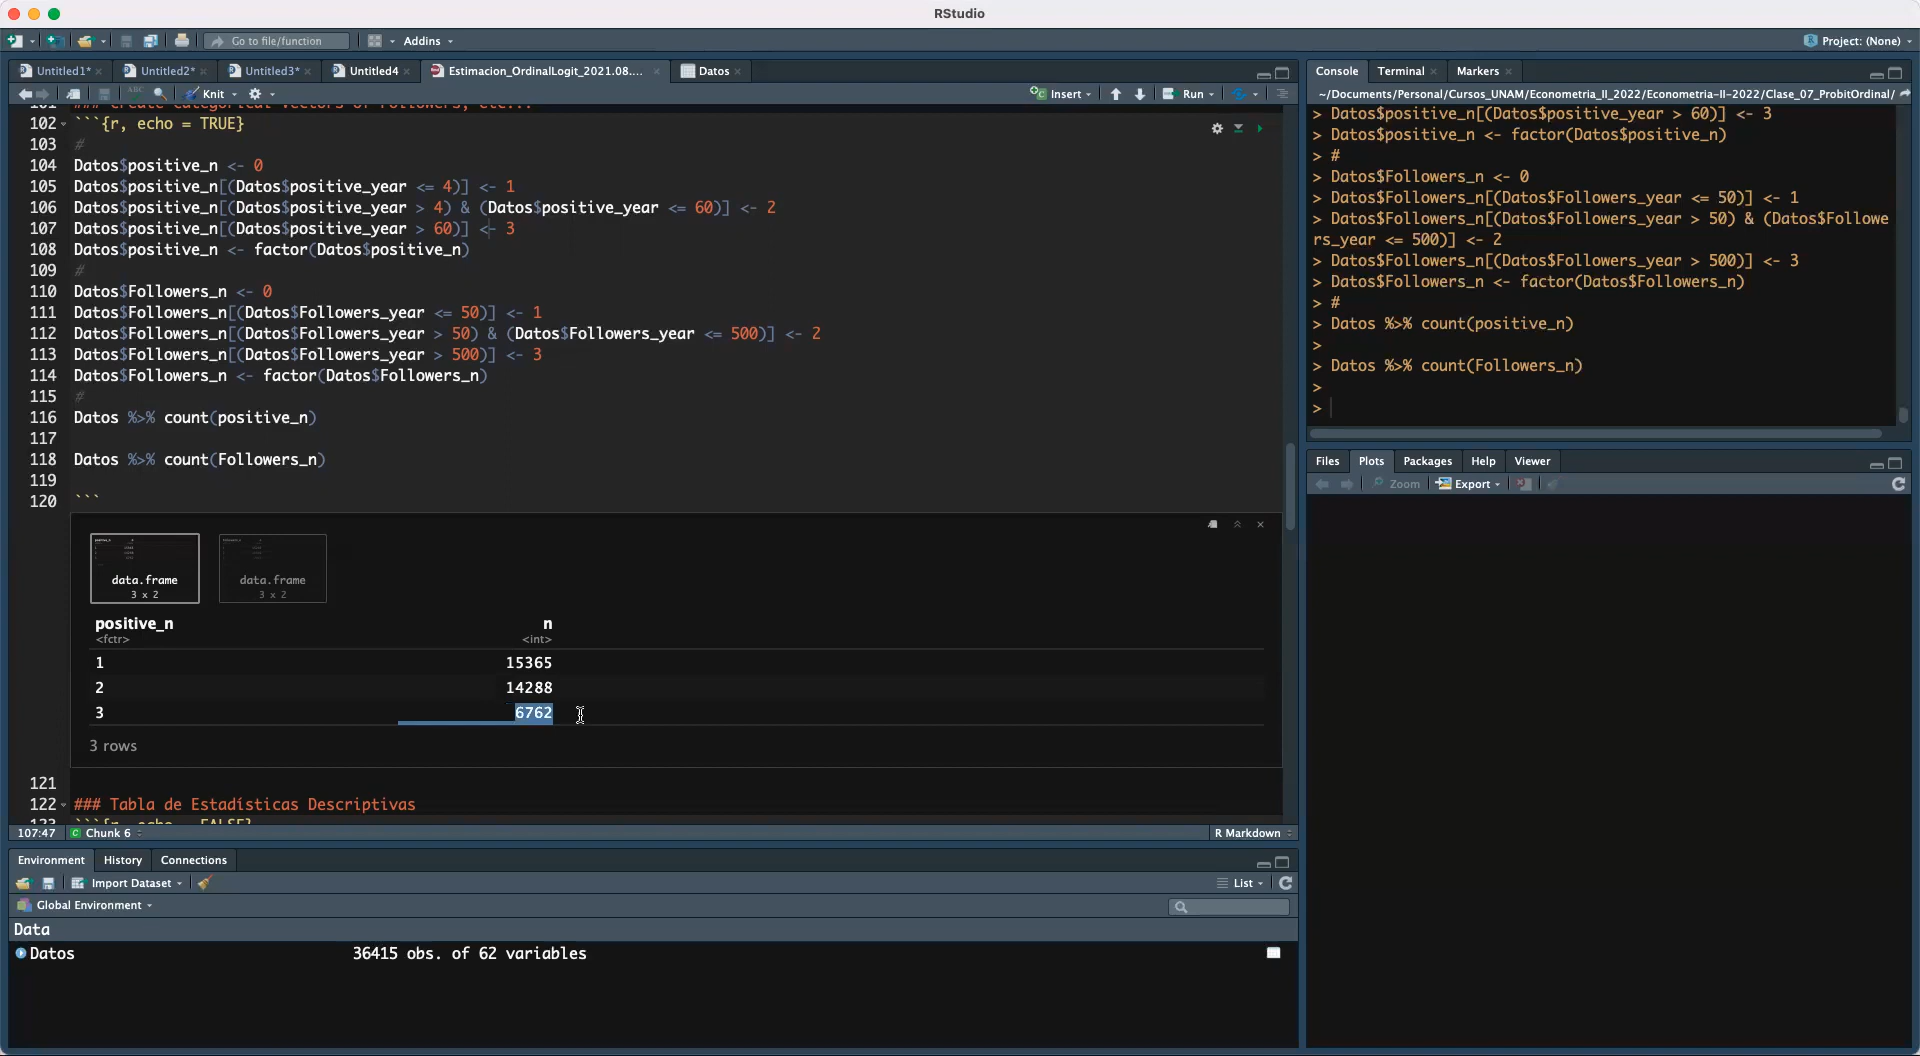 RStudio
Go to file/function
Addins
Project: (None)
Untitled1*
Untitled2*
Untitled3*
Untitled4
Estimacion_OrdinalLogit_2021.08....
Datos
Knit
Insert
Run
101 ### Create Categorical vectors of Followers, etc...
102 ```{r, echo = TRUE}
103 #
104 Datos$positive_n <- 0
105 Datos$positive_n[(Datos$positive_year <= 4)] <- 1
106 Datos$positive_n[(Datos$positive_year > 4) & (Datos$positive_year <= 60)] <- 2
107 Datos$positive_n[(Datos$positive_year > 60)] <- 3
108 Datos$positive_n <- factor(Datos$positive_n)
109 #
110 Datos$Followers_n <- 0
111 Datos$Followers_n[(Datos$Followers_year <= 50)] <- 1
112 Datos$Followers_n[(Datos$Followers_year > 50) & (Datos$Followers_year <= 500)] <- 2
113 Datos$Followers_n[(Datos$Followers_year > 500)] <- 3
114 Datos$Followers_n <- factor(Datos$Followers_n)
115 #
116 Datos %>% count(positive_n)
117
118 Datos %>% count(Followers_n)
119
120 ```
data.frame
3 x 2
data.frame
3 x 2
positive_n n
<fctr> <int>
1 15365
2 14288
3 6762
3 rows
121
122 ### Tabla de Estadísticas Descriptivas
123 ```{r, echo = FALSE}
107:47
Chunk 6
R Markdown
Environment
History
Connections
Import Dataset
List
Global Environment
Data
Datos 36415 obs. of 62 variables
Console
Terminal
Markers
~/Documents/Personal/Cursos_UNAM/Econometria_II_2022/Econometria-II-2022/Clase_07_ProbitOrdinal/
> Datos$positive_n[(Datos$positive_year > 60)] <- 3
> Datos$positive_n <- factor(Datos$positive_n)
> #
> Datos$Followers_n <- 0
> Datos$Followers_n[(Datos$Followers_year <= 50)] <- 1
> Datos$Followers_n[(Datos$Followers_year > 50) & (Datos$Followe
rs_year <= 500)] <- 2
> Datos$Followers_n[(Datos$Followers_year > 500)] <- 3
> Datos$Followers_n <- factor(Datos$Followers_n)
> #
> Datos %>% count(positive_n)
>
> Datos %>% count(Followers_n)
>
>
Files
Plots
Packages
Help
Viewer
Zoom
Export